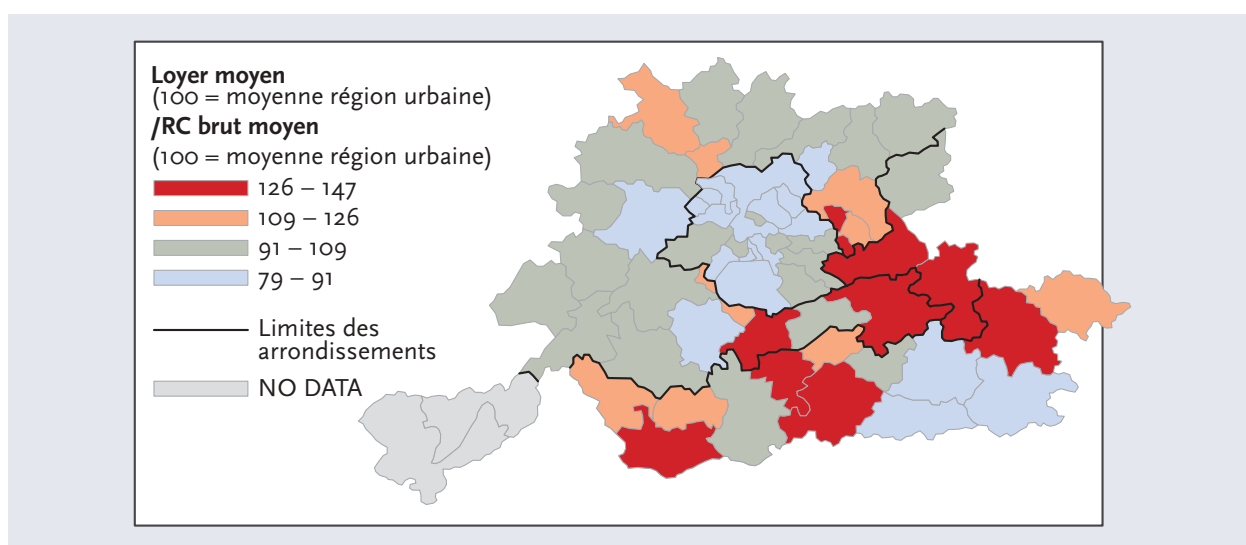 Loyer moyen
(100 = moyenne région urbaine)
/RC brut moyen
(100 = moyenne région urbaine)
126 – 147
109 – 126
91 – 109
79 – 91
Limites des
arrondissements
NO DATA